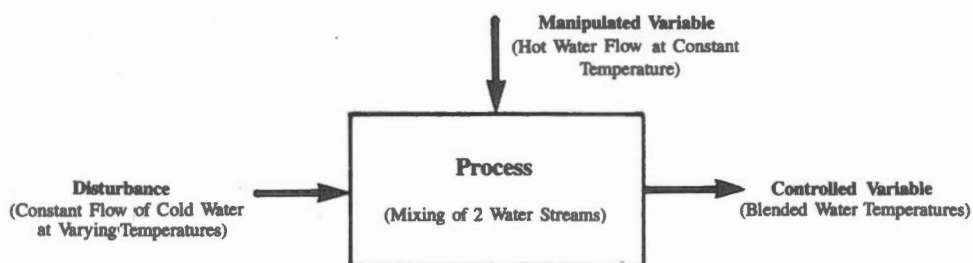 Manipulated Variable
(Hot Water Flow at Constant
Temperature)
Process
(Mixing of 2 Water Streams)
Disturbance
(Constant Flow of Cold Water
at Varying Temperatures)
Controlled Variable
(Blended Water Temperatures)